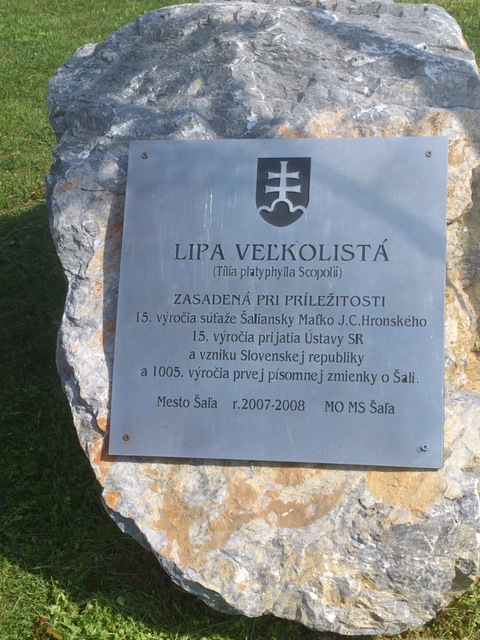 LIPA VEĽKOLISTÁ
(Tilia platyphylla Scopolii)
ZASADENÁ PRI PRÍLEŽITOSTI
15. výročia súťaže Šaliansky Maťko J.C.Hronského
15. výročia prijatia Ústavy SR
a vzniku Slovenskej republiky
a 1005. výročia prvej písomnej zmienky o Šali.
Mesto Šaľa r.2007-2008 MO MS Šaľa